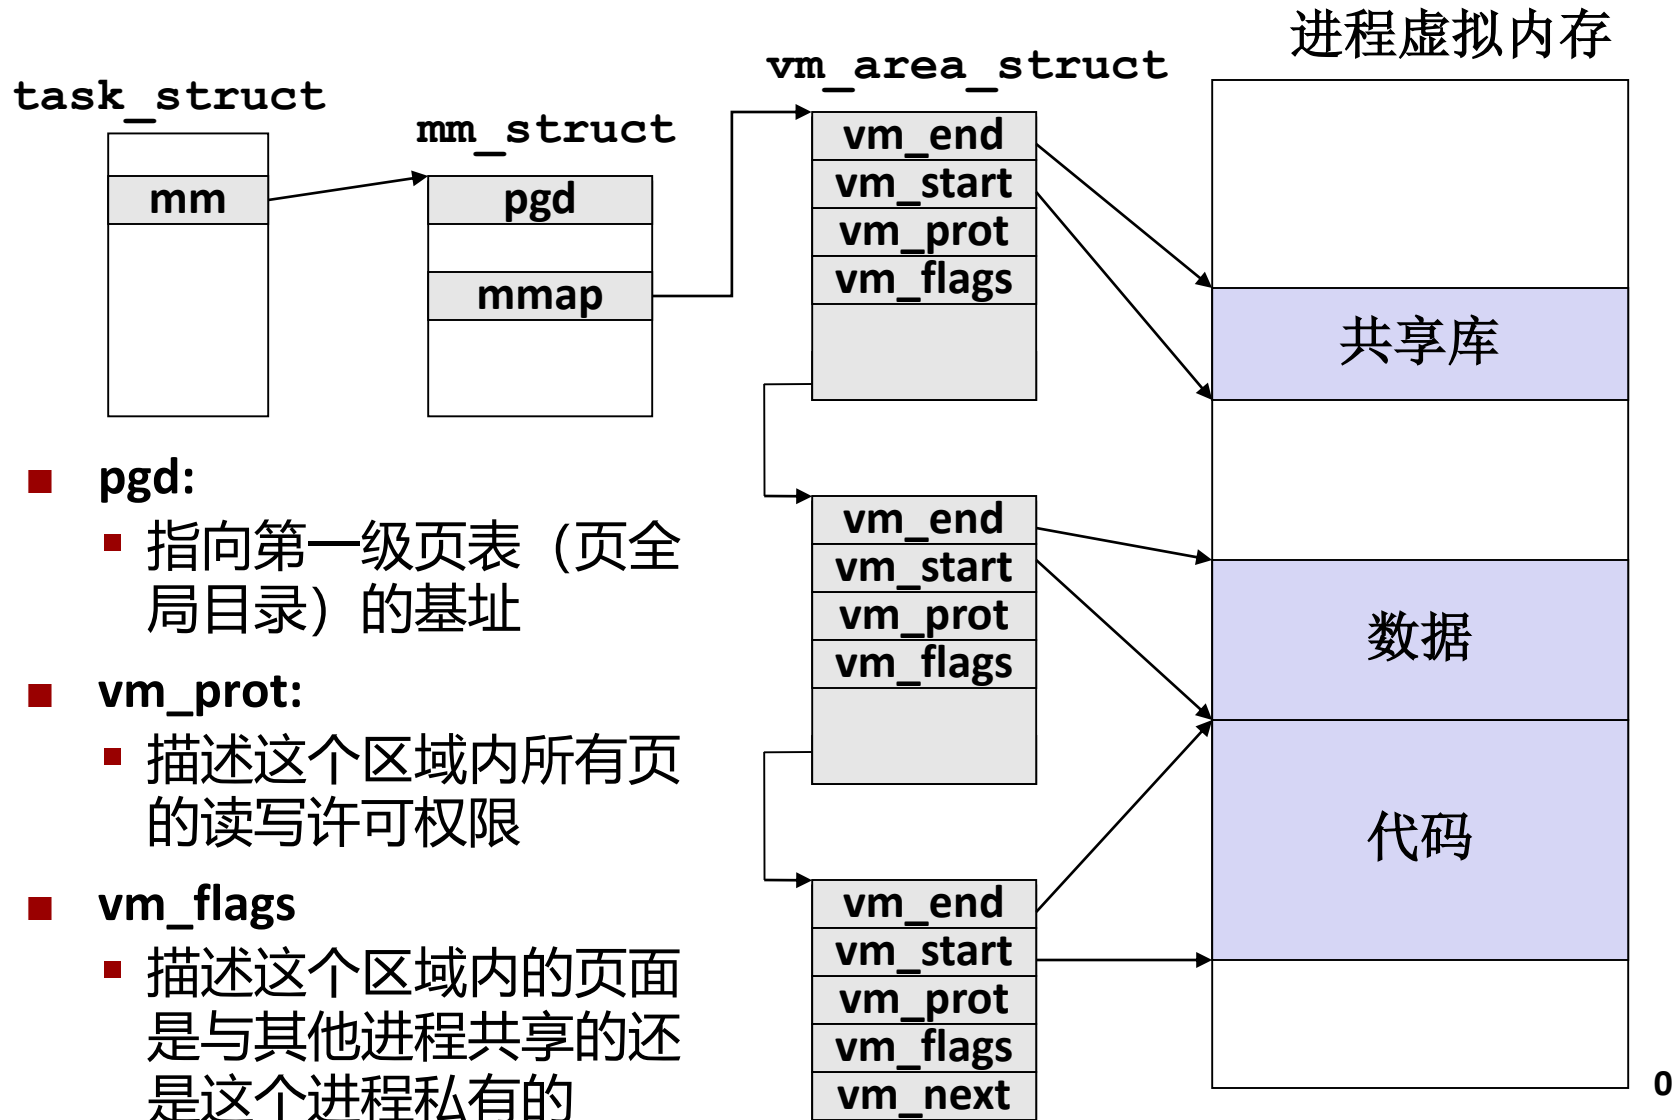 进程虚拟内存
task_struct
mm
mm_struct
pgd
mmap
vm_area_struct
vm_end
vm_start
vm_prot
vm_flags
vm_end
vm_start
vm_prot
vm_flags
vm_end
vm_start
vm_prot
vm_flags
vm_next
共享库
数据
代码
0
pgd:
指向第一级页表（页全
局目录）的基址
vm_prot:
描述这个区域内所有页
的读写许可权限
vm_flags
描述这个区域内的页面
是与其他进程共享的还
是这个进程私有的